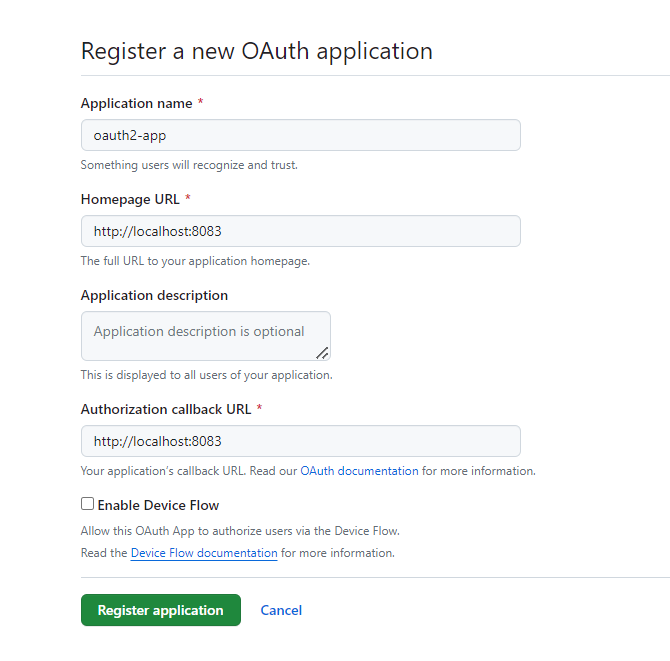 Register a new OAuth application
Application name *
oauth2-app
Something users will recognize and trust.
Homepage URL *
http://localhost:8083
The full URL to your application homepage.
Application description
Application description is optional
This is displayed to all users of your application.
Authorization callback URL *
http://localhost:8083
Your application’s callback URL. Read our OAuth documentation for more information.
Enable Device Flow
Allow this OAuth App to authorize users via the Device Flow.
Read the Device Flow documentation for more information.
Register application Cancel